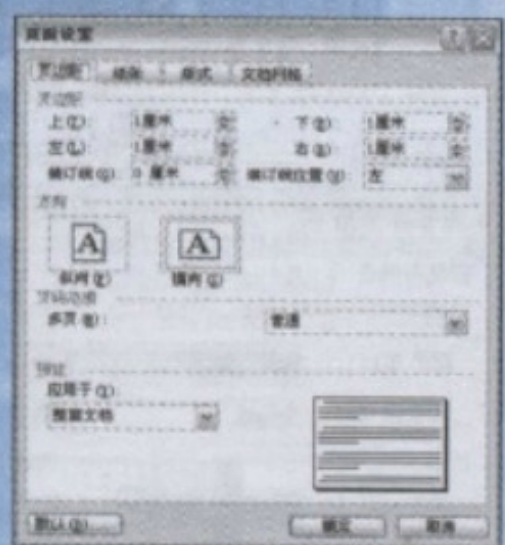 页面设置
页边距 纸张 版式 文档网格
页边距
上(T): 1厘米 下(B): 1厘米
左(L): 1厘米 右(R): 1厘米
装订线(G): 0 厘米 装订线位置(U): 左
方向
A A
纵向(P) 横向(S)
页码范围
多页(M): 普通
预览
应用于(Y):
整篇文档
默认(D)... 确定 取消